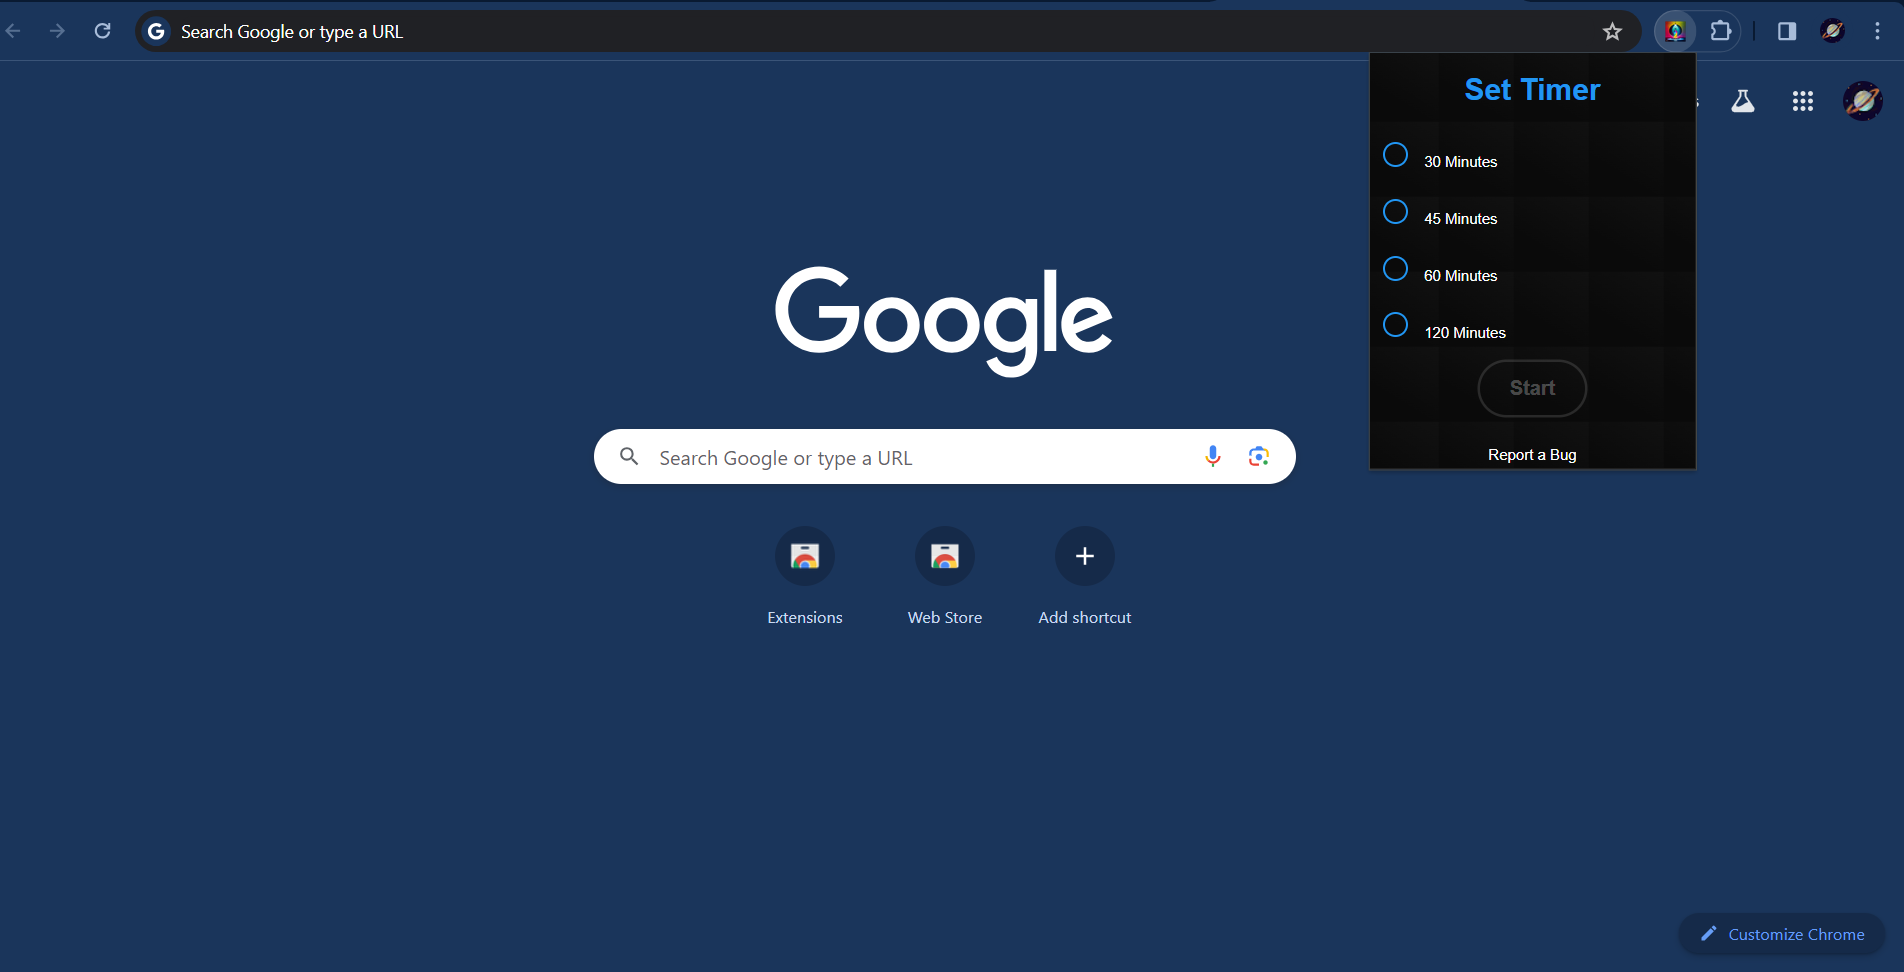 Search Google or type a URL
Set Timer
30 Minutes
45 Minutes
60 Minutes
120 Minutes
Start
Report a Bug
Google
Search Google or type a URL
Extensions
Web Store
Add shortcut
Customize Chrome